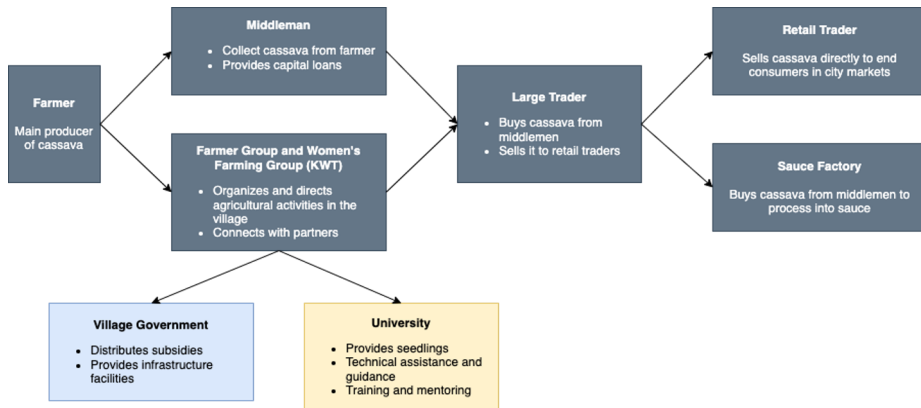 Farmer
Main producer
of cassava
Middleman
• Collect cassava from farmer
• Provides capital loans
Farmer Group and Women's
Farming Group (KWT)
• Organizes and directs
agricultural activities in the
village
• Connects with partners
Large Trader
• Buys cassava from
middlemen
• Sells it to retail traders
Retail Trader
Sells cassava directly to end
consumers in city markets
Sauce Factory
Buys cassava from middlemen to
process into sauce
Village Government
• Distributes subsidies
• Provides infrastructure
facilities
University
• Provides seedlings
• Technical assistance and
guidance
• Training and mentoring